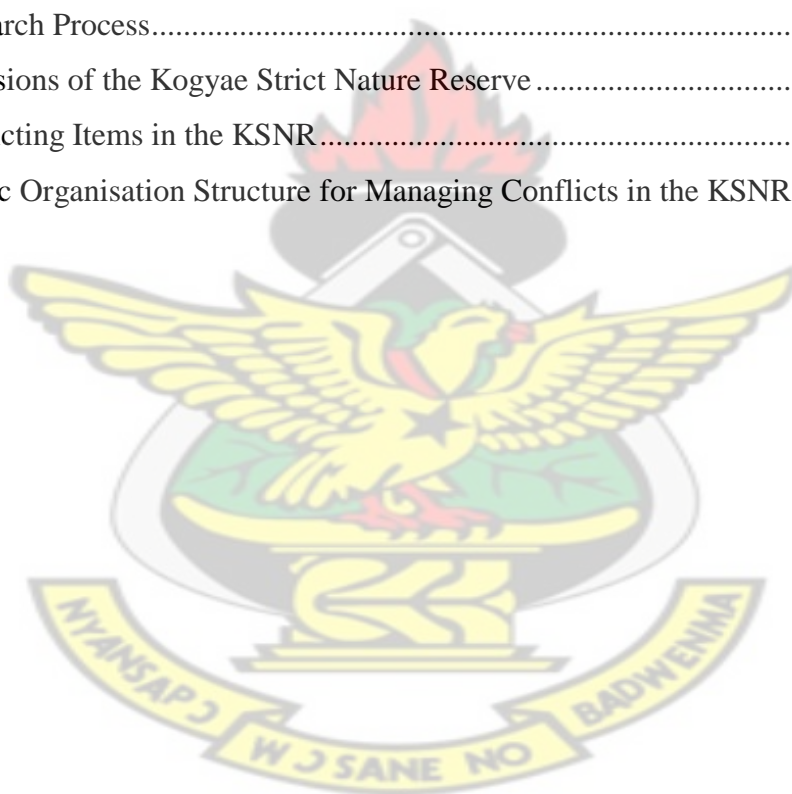 arch Process
sions of the Kogyae Strict Nature Reserve
cting Items in the KSNR
c Organisation Structure for Managing Conflicts in the KSNR
NYANSAPƆ
WƆ SANE NO
BADWENMA